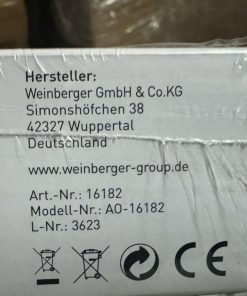 Hersteller:
Weinberger GmbH & Co.KG
Simonshöfchen 38
42327 Wuppertal
Deutschland
www.weinberger-group.de
Art.-Nr.: 16182
Modell-Nr.: AO-16182
L-Nr.: 3623
CE